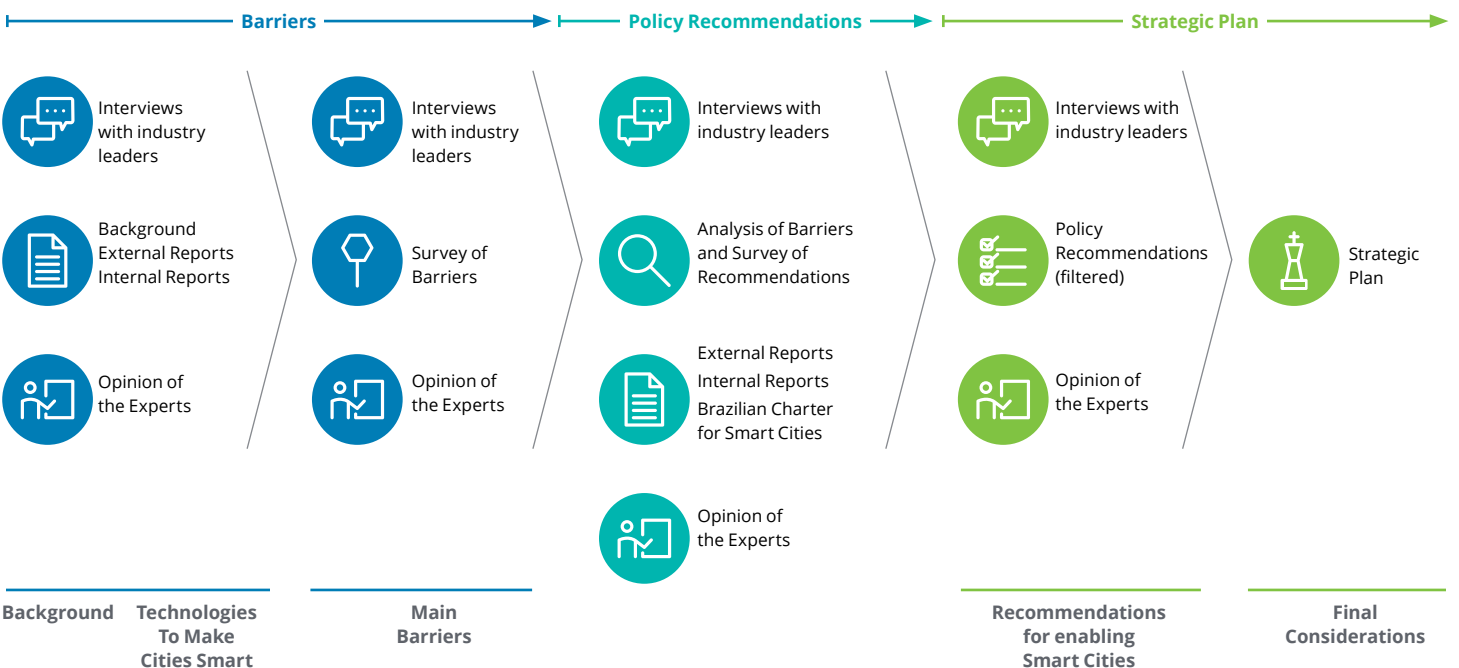 Barriers
Policy Recommendations
Strategic Plan
Interviews
with industry
leaders
Background
External Reports
Internal Reports
Opinion of
the Experts
Interviews
with industry
leaders
Survey of
Barriers
Opinion of
the Experts
Interviews with
industry leaders
Analysis of Barriers
and Survey of
Recommendations
External Reports
Internal Reports
Brazilian Charter
for Smart Cities
Opinion of
the Experts
Interviews with
industry leaders
Policy
Recommendations
(filtered)
Opinion of
the Experts
Strategic
Plan
Background
Technologies
To Make
Cities Smart
Main
Barriers
Recommendations
for enabling
Smart Cities
Final
Considerations